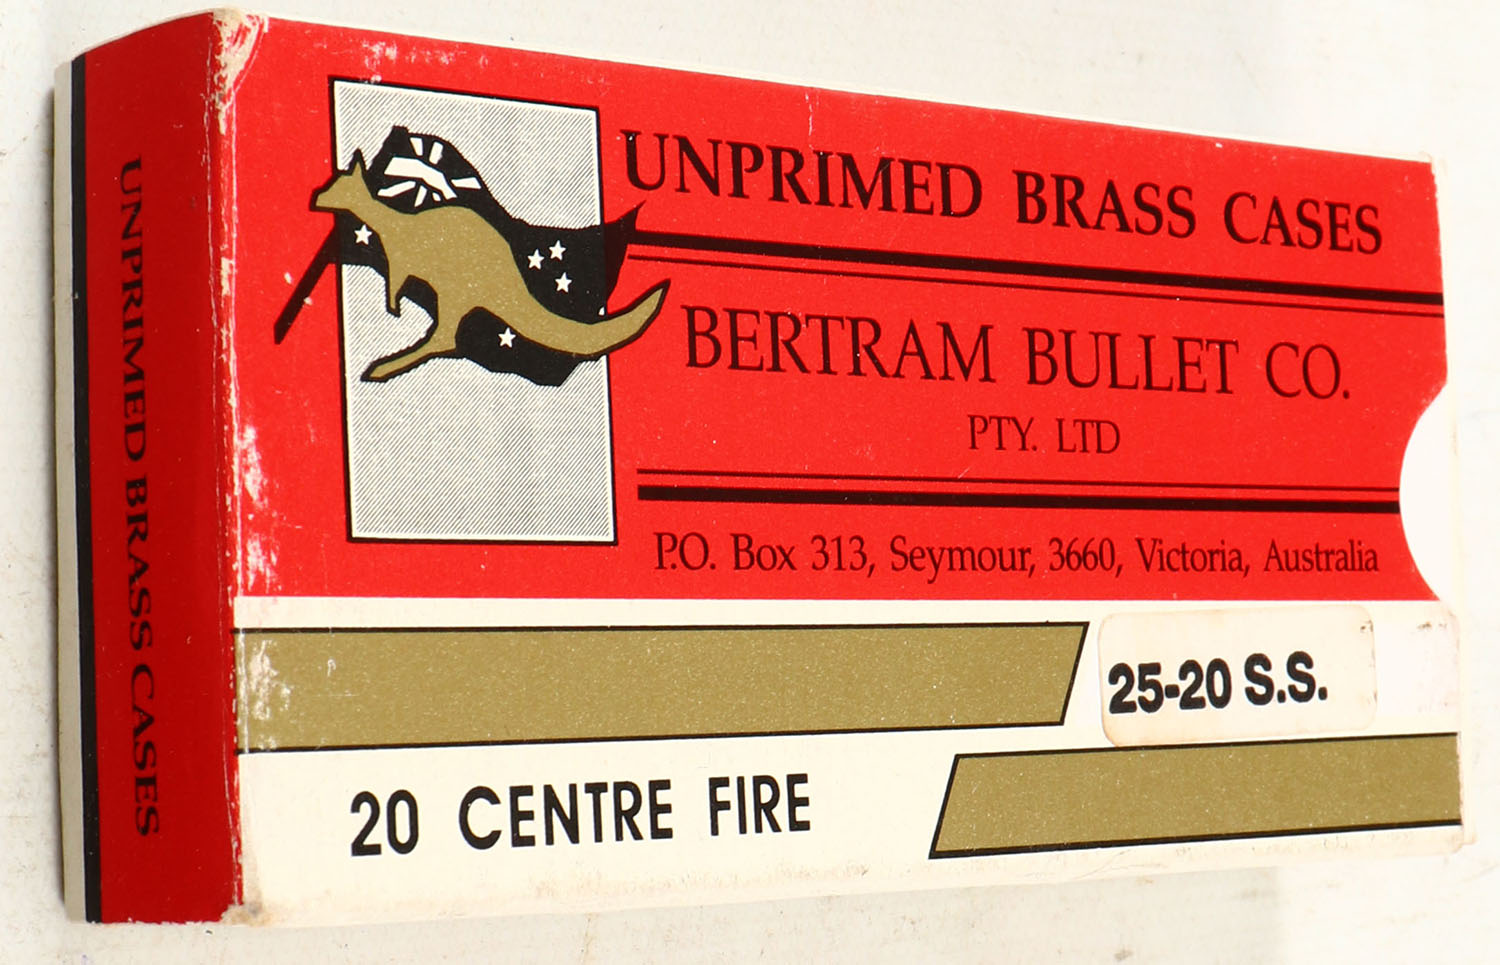 UNPRIMED BRASS CASES
UNPRIMED BRASS CASES
BERTRAM BULLET CO.
PTY. LTD
P.O. Box 313, Seymour, 3660, Victoria, Australia
25-20 S.S.
20 CENTRE FIRE